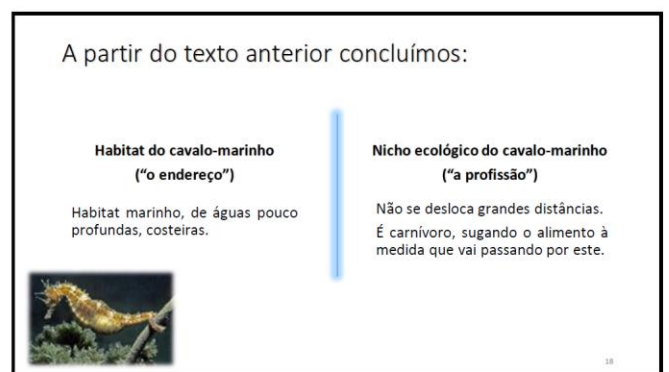 A partir do texto anterior concluímos:
Habitat do cavalo-marinho
("o endereço")
Habitat marinho, de águas pouco
profundas, costeiras.
Nicho ecológico do cavalo-marinho
("a profissão")
Não se desloca grandes distâncias.
É carnívoro, sugando o alimento à
medida que vai passando por este.
18